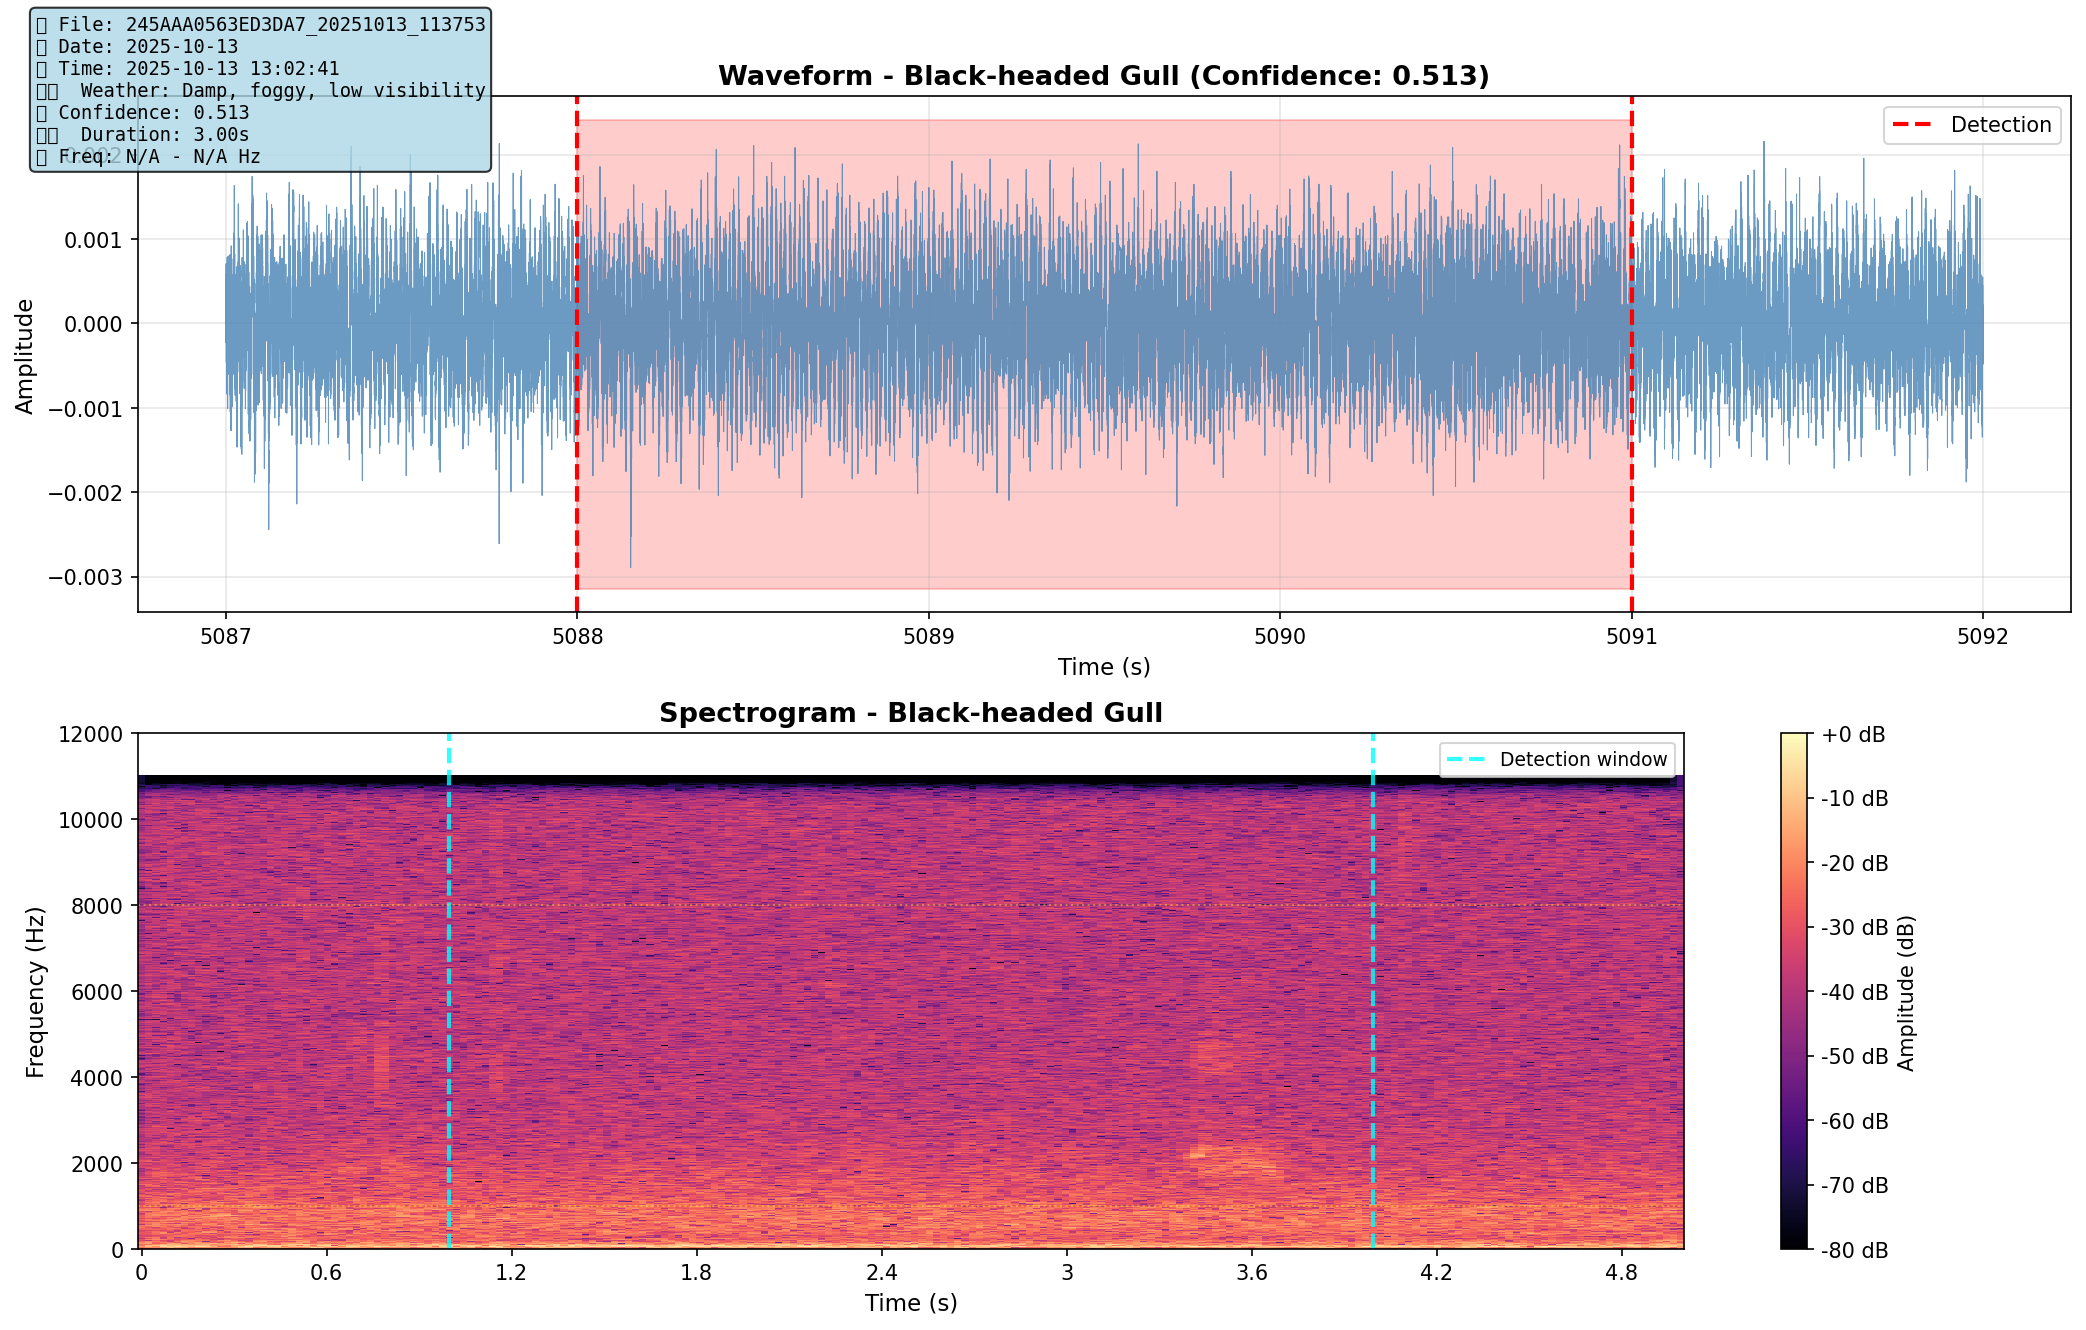 File: 245AAA0563ED3DA7_20251013_113753
Date: 2025-10-13
Time: 2025-10-13 13:02:41
Weather: Damp, foggy, low visibility
Confidence: 0.513
Duration: 3.00s
Freq: N/A - N/A Hz
Waveform - Black-headed Gull (Confidence: 0.513)
Detection
Amplitude
0.002
0.001
0.000
−0.001
−0.002
−0.003
5087 5088 5089 5090 5091 5092
Time (s)
Spectrogram - Black-headed Gull
Detection window
Frequency (Hz)
12000
10000
8000
6000
4000
2000
0
0 0.6 1.2 1.8 2.4 3 3.6 4.2 4.8
Time (s)
+0 dB
-10 dB
-20 dB
-30 dB
-40 dB
-50 dB
-60 dB
-70 dB
-80 dB
Amplitude (dB)